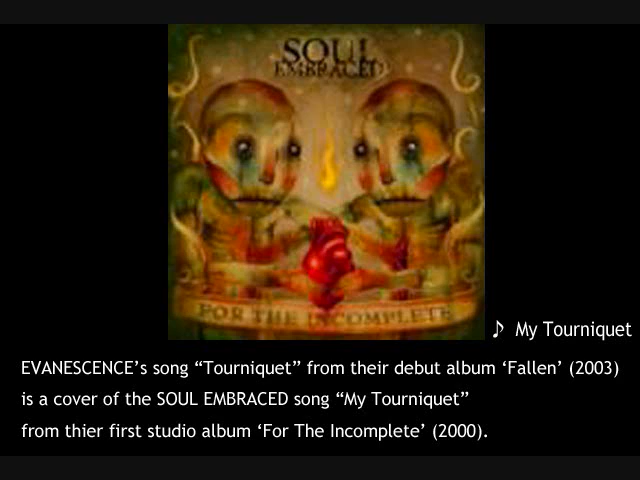 SOUL
EMBRACED
FOR THE INCOMPLETE
♪ My Tourniquet
EVANESCENCE’s song “Tourniquet” from their debut album ‘Fallen’ (2003)
is a cover of the SOUL EMBRACED song “My Tourniquet”
from thier first studio album ‘For The Incomplete’ (2000).